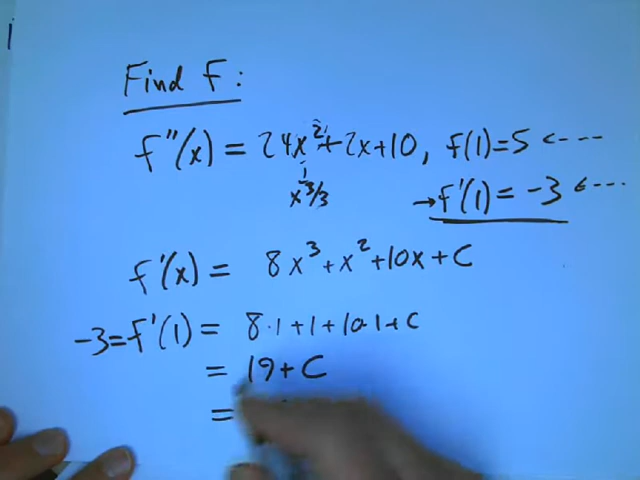 Find f:
f"(x) = 24x² + 2x + 10, f(1) = 5 <----
x³/3 → f'(1) = -3 <----
f'(x) = 8x³ + x² + 10x + C
-3 = f'(1) = 8·1 + 1 + 10·1 + C
= 19 + C
=